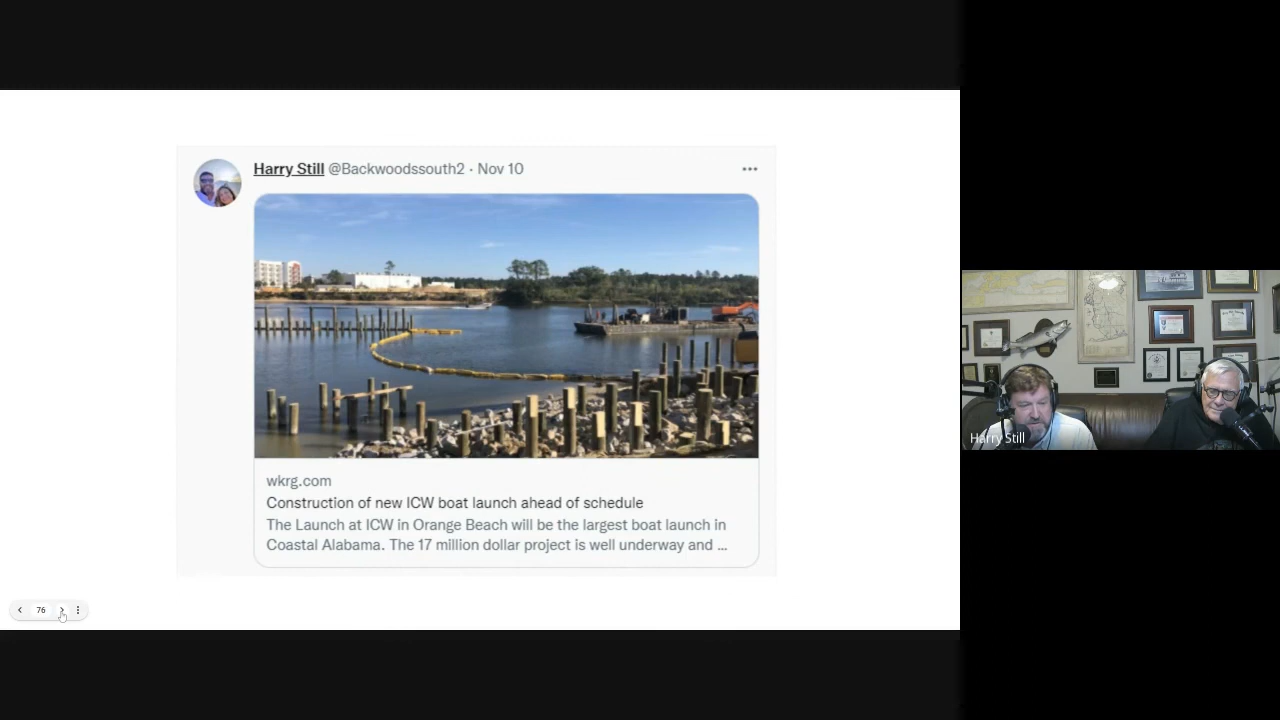 Harry Still @Backwoodssouth2 · Nov 10
wkrg.com
Construction of new ICW boat launch ahead of schedule
The Launch at ICW in Orange Beach will be the largest boat launch in
Coastal Alabama. The 17 million dollar project is well underway and ...
76
Harry Still